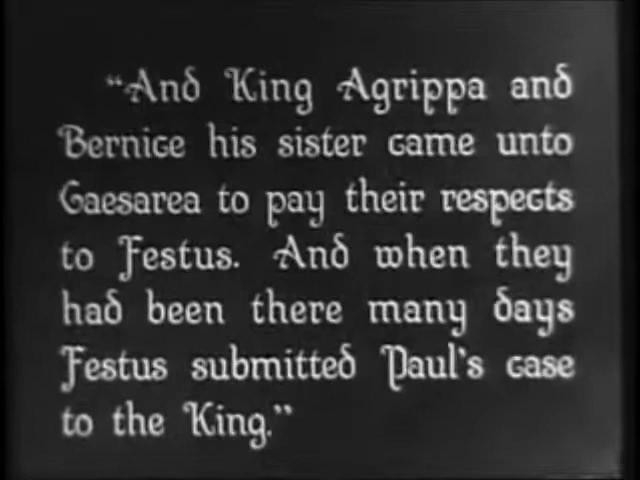 “And King Agrippa and
Bernice his sister came unto
Caesarea to pay their respects
to Festus. And when they
had been there many days
Festus submitted Paul's case
to the King.”